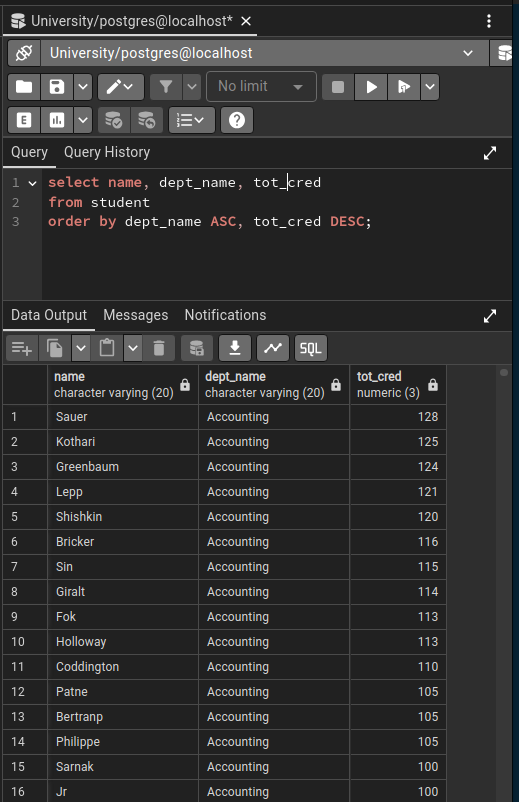 University/postgres@localhost*
University/postgres@localhost
No limit
E
Query Query History
1 select name, dept_name, tot_cred
2 from student
3 order by dept_name ASC, tot_cred DESC;
Data Output Messages Notifications
SQL
name dept_name tot_cred
character varying (20) character varying (20) numeric (3)
1 Sauer Accounting 128
2 Kothari Accounting 125
3 Greenbaum Accounting 124
4 Lepp Accounting 121
5 Shishkin Accounting 120
6 Bricker Accounting 116
7 Sin Accounting 115
8 Giralt Accounting 114
9 Fok Accounting 113
10 Holloway Accounting 113
11 Coddington Accounting 110
12 Patne Accounting 105
13 Bertranp Accounting 105
14 Philippe Accounting 105
15 Sarnak Accounting 100
16 Jr Accounting 100